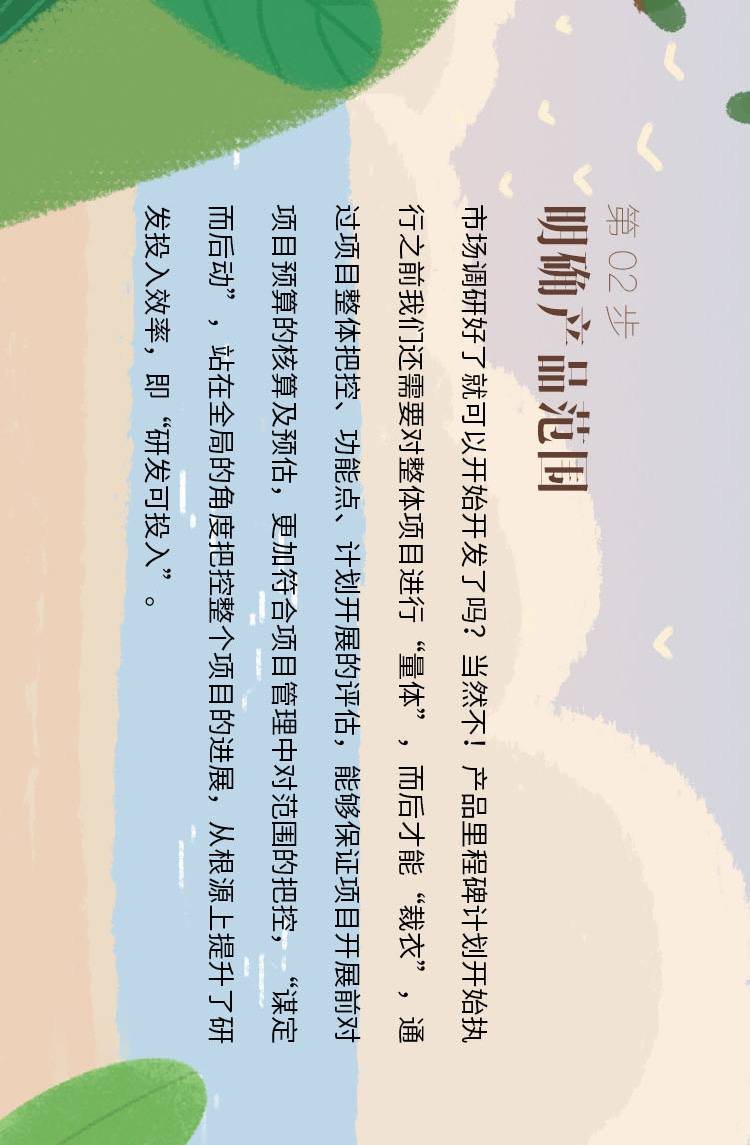 第 02 步
明确产品范围
市场调研好了就可以开始开发了吗？当然不！产品里程碑计划开始执
行之前我们还需要对整体项目进行“量体”，而后才能“裁衣”，通
过项目整体把控、功能点、计划开展的评估，能够保证项目开展前对
项目预算的核算及预估，更加符合项目管理中对范围的把控，“谋定
而后动”，站在全局的角度把控整个项目的进展，从根源上提升了研
发投入效率，即“研发可投入”。